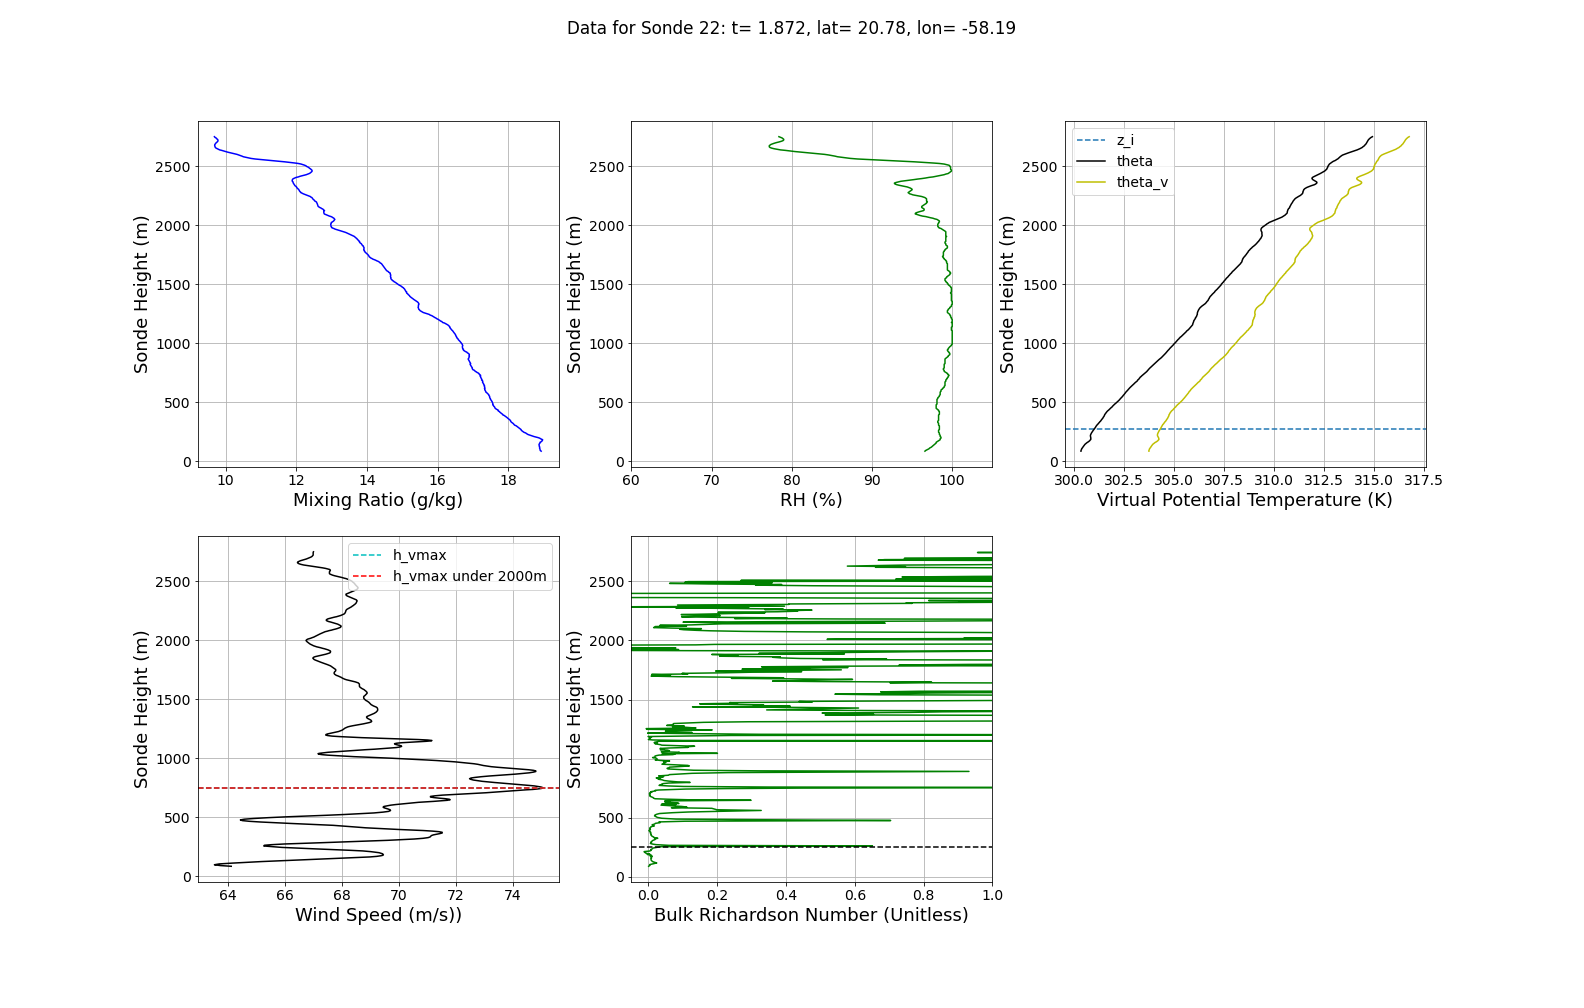 Data for Sonde 22: t= 1.872, lat= 20.78, lon= -58.19
Sonde Height (m)
2500
2000
1500
1000
500
0
10 12 14 16 18
Mixing Ratio (g/kg)
Sonde Height (m)
2500
2000
1500
1000
500
0
60 70 80 90 100
RH (%)
Sonde Height (m)
2500
2000
1500
1000
500
0
z_i
theta
theta_v
300.0 302.5 305.0 307.5 310.0 312.5 315.0 317.5
Virtual Potential Temperature (K)
Sonde Height (m)
2500
2000
1500
1000
500
0
h_vmax
h_vmax under 2000m
64 66 68 70 72 74
Wind Speed (m/s))
Sonde Height (m)
2500
2000
1500
1000
500
0
0.0 0.2 0.4 0.6 0.8 1.0
Bulk Richardson Number (Unitless)